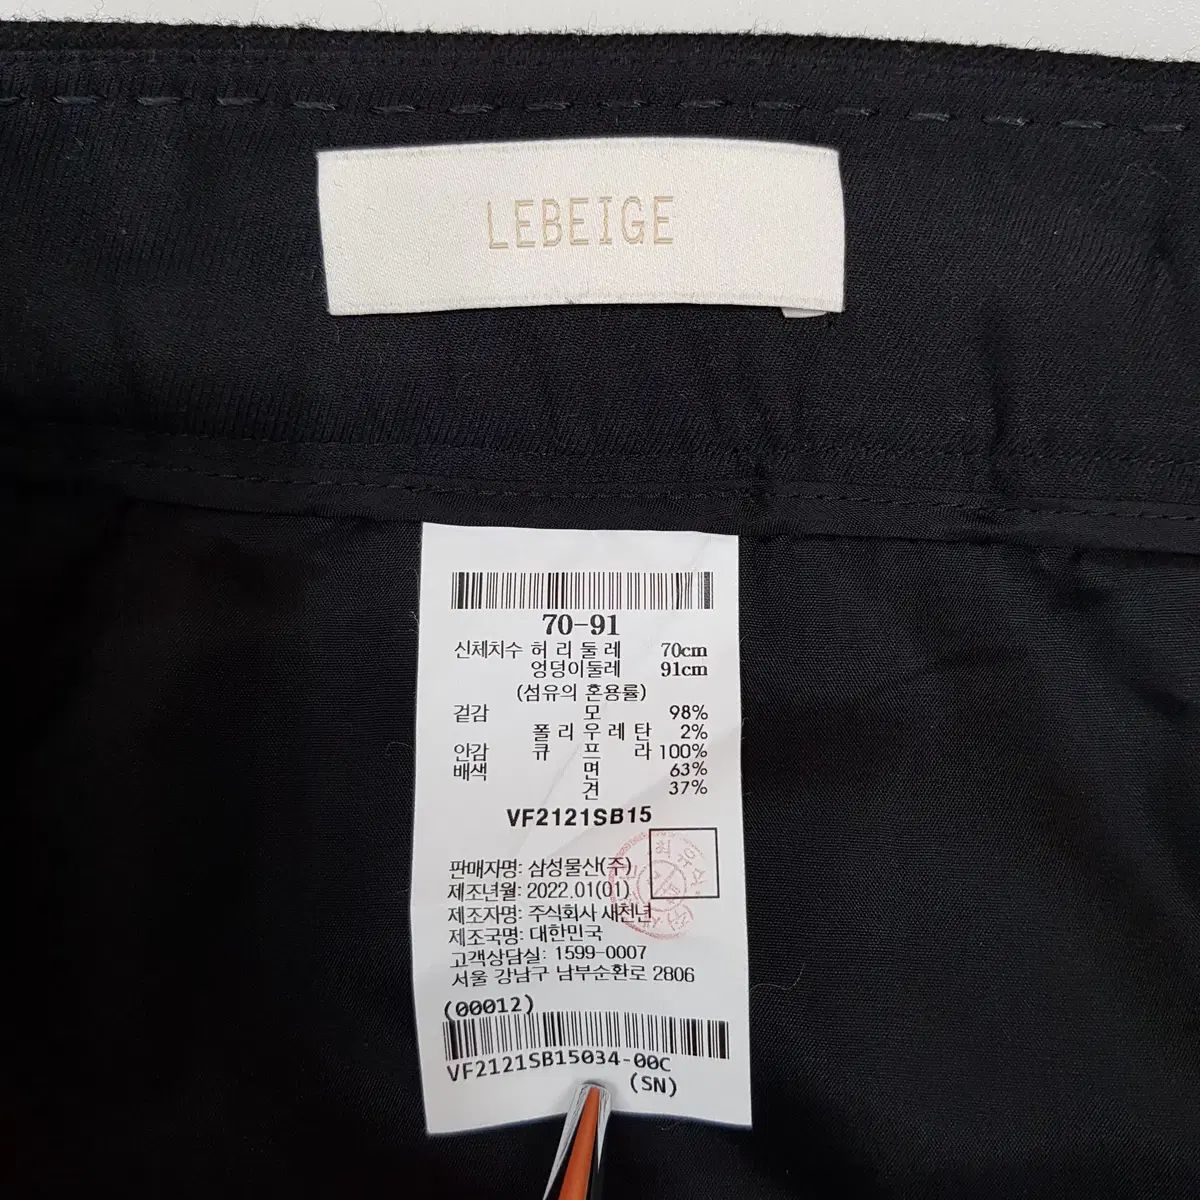 LEBEIGE
70-91
신체치수 허 리 둘 레 70cm
엉덩이둘레 91cm
(섬유의 혼용률)
겉감 모 98%
폴 리 우 레 탄 2%
안감 큐 프 라 100%
배색 면 63%
견 37%
VF2121SB15
판매자명: 삼성물산(주)
제조년월: 2022.01(01)
제조자명: 주식회사 새천년
제조국명: 대한민국
고객상담실: 1599-0007
서울 강남구 남부순환로 2806
(00012)
VF2121SB15034-00C
(SN)